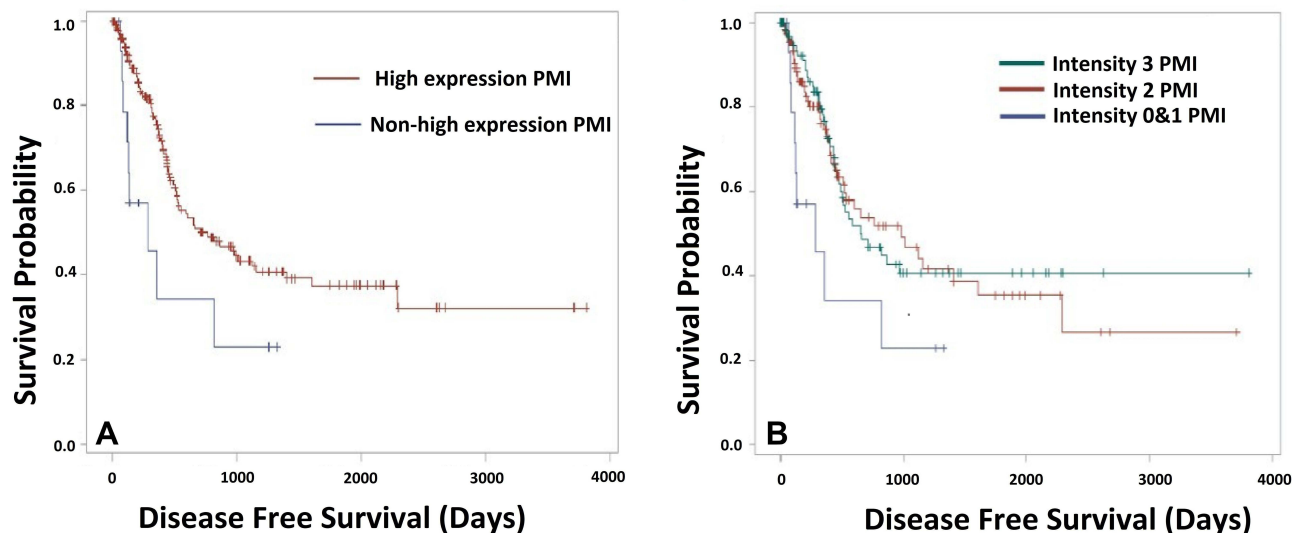 1.0
0.8
0.6
0.4
0.2
0.0
Survival Probability
High expression PMI
Non-high expression PMI
A
0
1000
2000
3000
4000
Disease Free Survival (Days)
1.0
0.8
0.6
0.4
0.2
0.0
Survival Probability
Intensity 3 PMI
Intensity 2 PMI
Intensity 0&1 PMI
B
0
1000
2000
3000
4000
Disease Free Survival (Days)